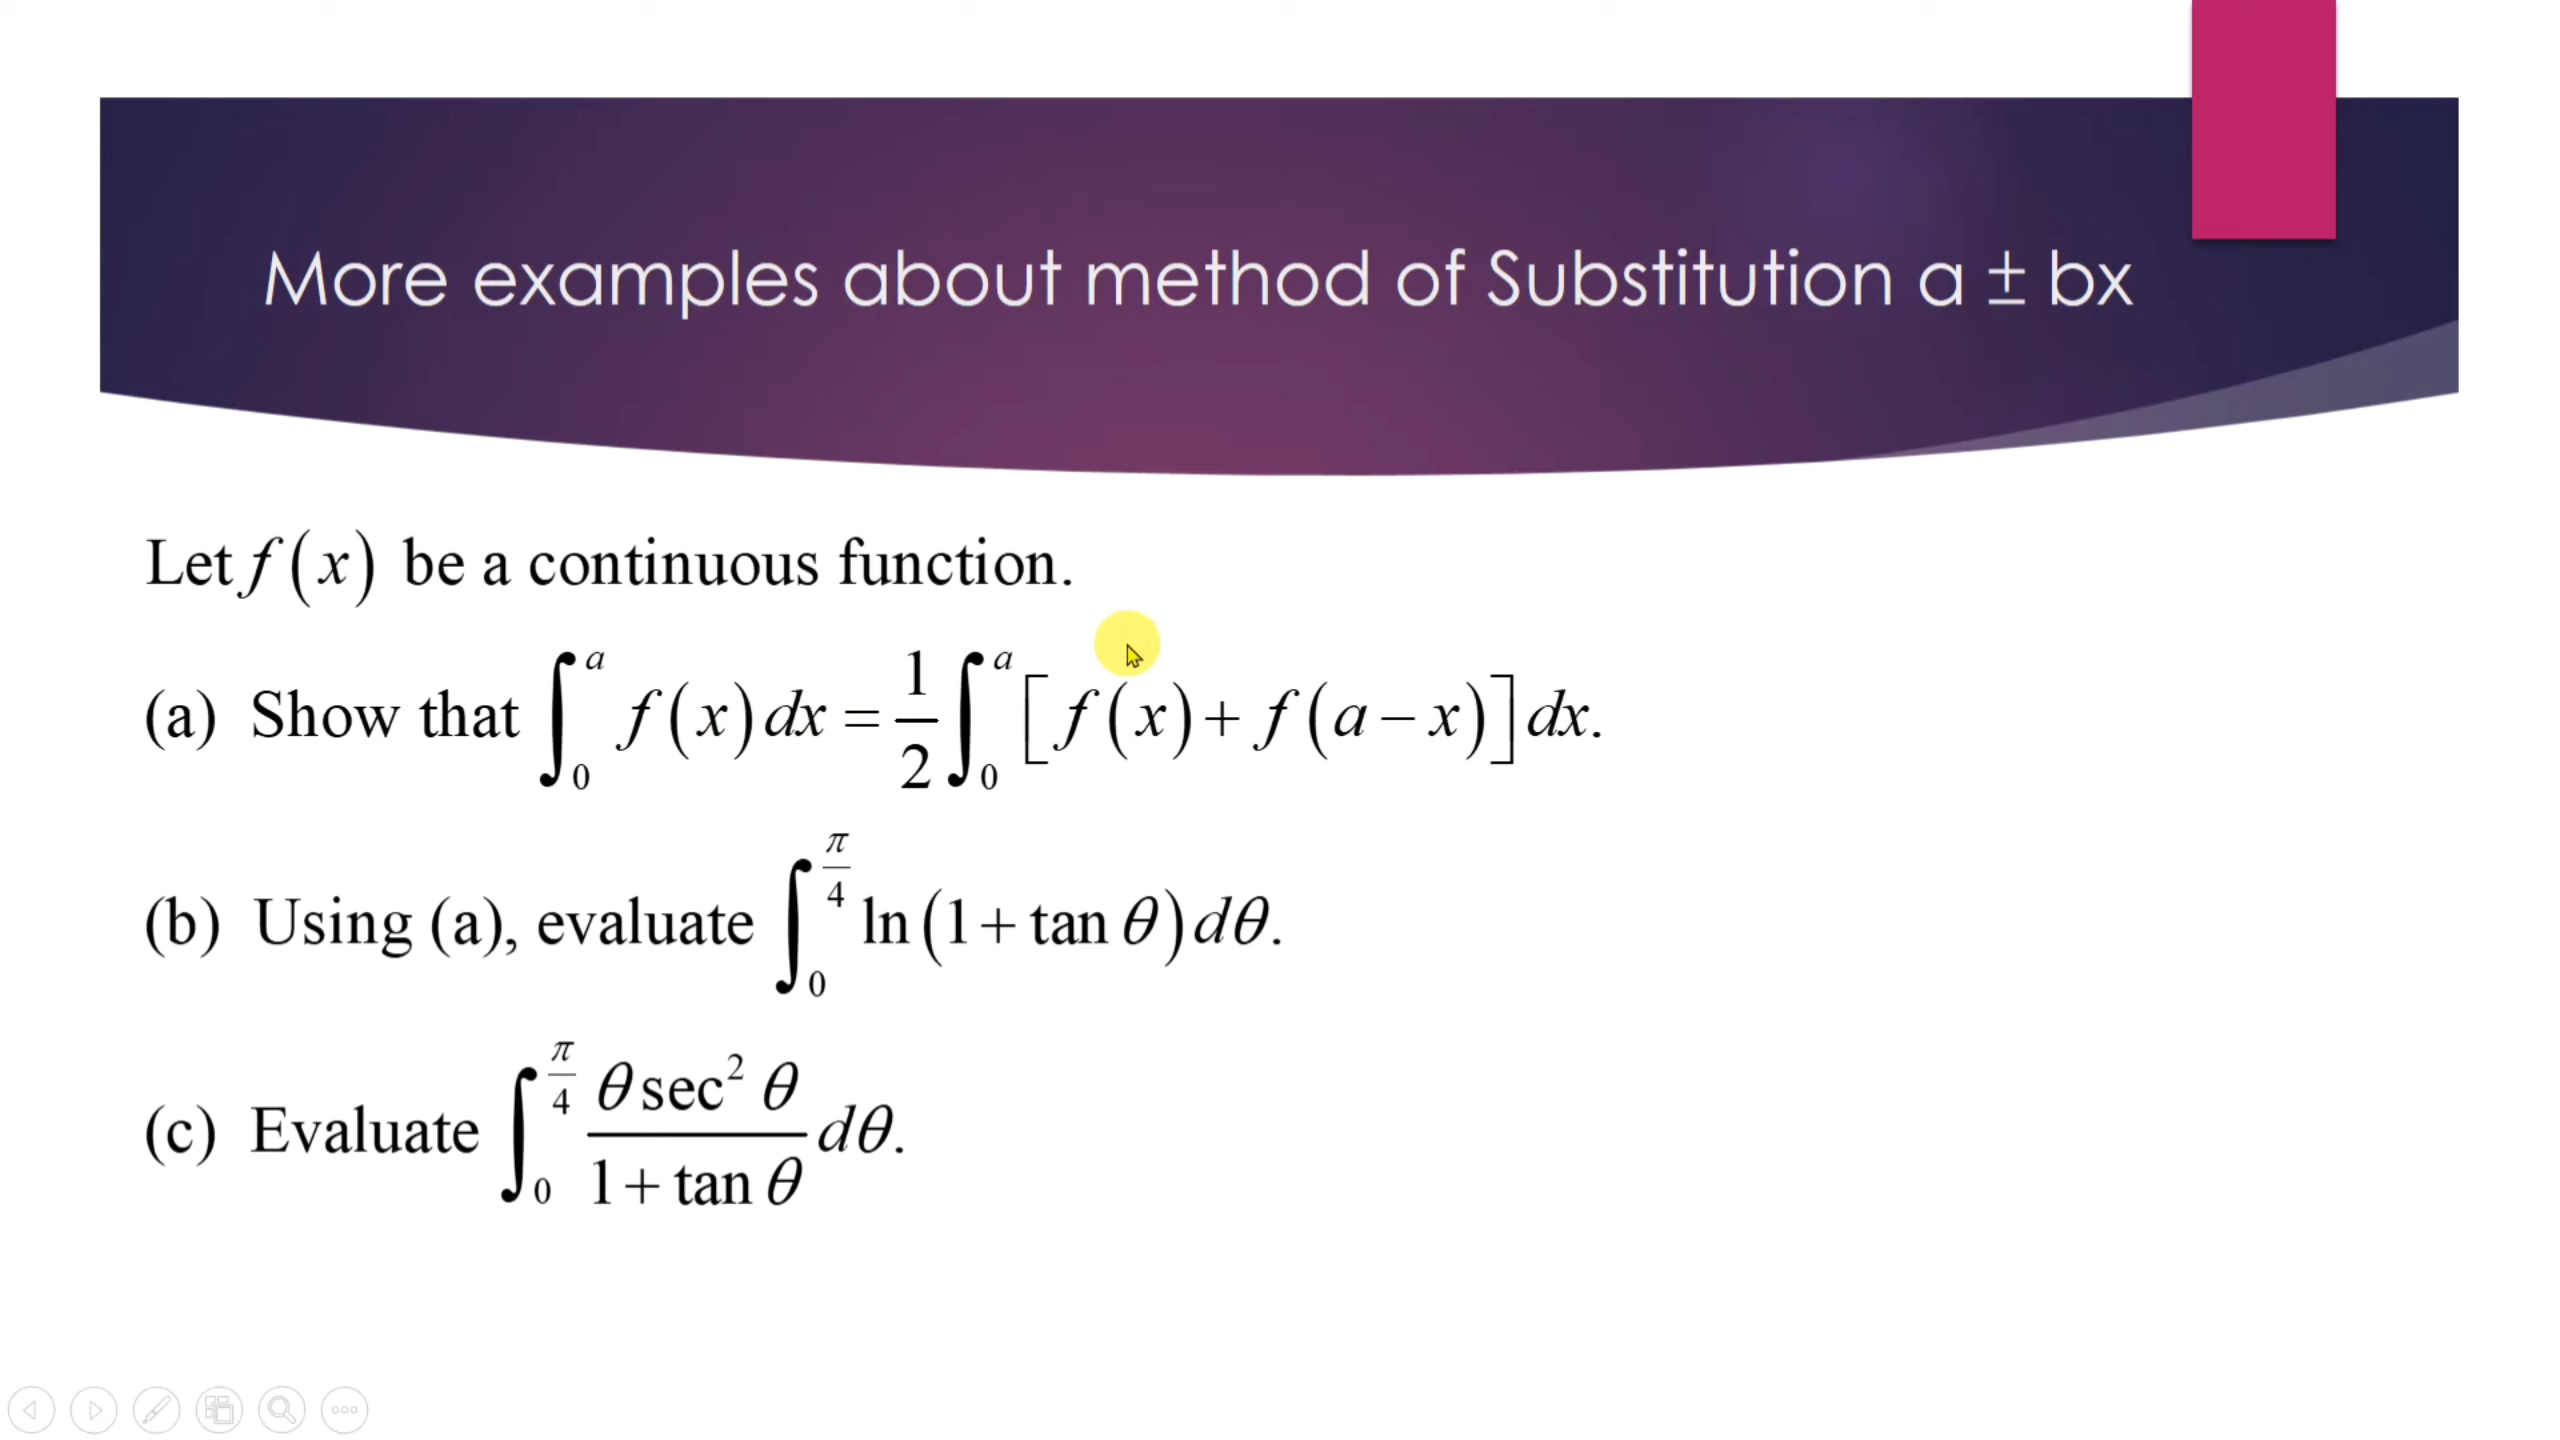 More examples about method of Substitution a ± bx
Let f(x) be a continuous function.
(a) Show that ∫₀ᵃ f(x)dx = 1/2 ∫₀ᵃ [f(x) + f(a − x)]dx.
(b) Using (a), evaluate ∫₀^(π/4) ln(1 + tan θ)dθ.
(c) Evaluate ∫₀^(π/4) (θ sec² θ)/(1 + tan θ) dθ.